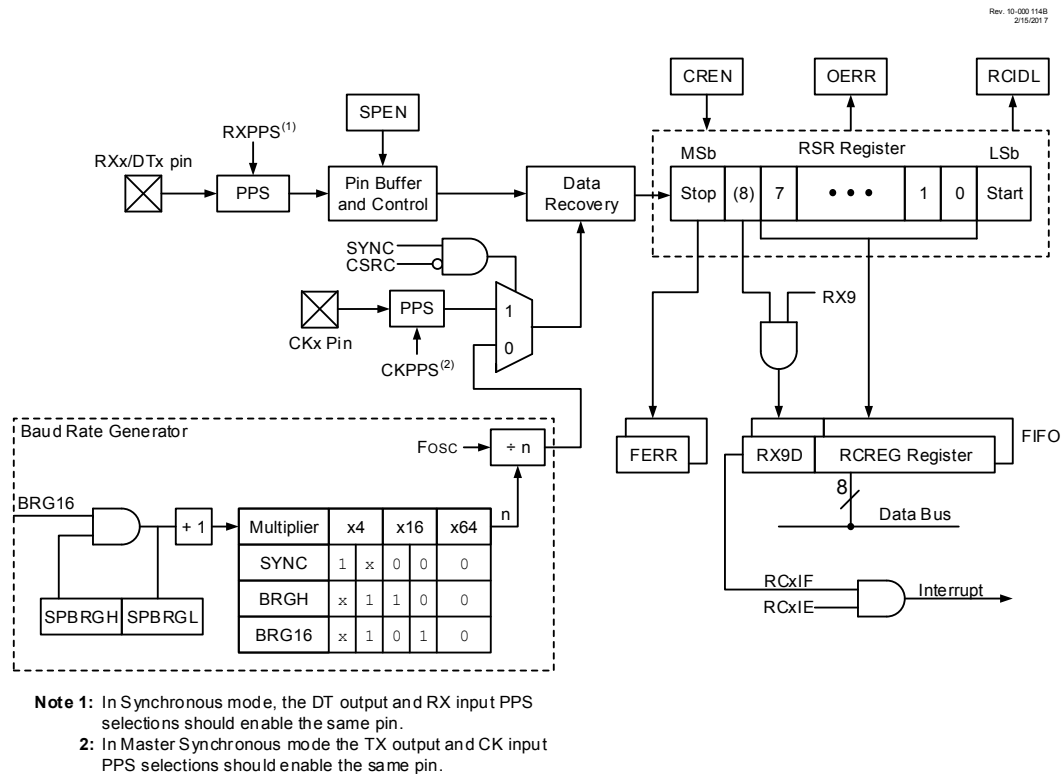 Rev. 10-000 114B
2/15/2017
CREN
OERR
RCIDL
SPEN
RXPPS(1)
RXx/DTx pin
MSb
RSR Register
LSb
PPS
Pin Buffer
and Control
Data
Recovery
Stop
(8)
7
• • •
1
0
Start
SYNC
CSRC
PPS
1
0
CKx Pin
CKPPS(2)
RX9
Baud Rate Generator
FOSC
÷ n
FERR
RX9D
RCREG Register
FIFO
8
Data Bus
BRG16
+ 1
n
Multiplier x4 x16 x64
SYNC 1 x 0 0 0
BRGH x 1 1 0 0
BRG16 x 1 0 1 0
SPBRGH
SPBRGL
RCxIF
RCxIE
Interrupt
Note 1: In Synchronous mode, the DT output and RX input PPS
selections should enable the same pin.
2: In Master Synchronous mode the TX output and CK input
PPS selections should enable the same pin.